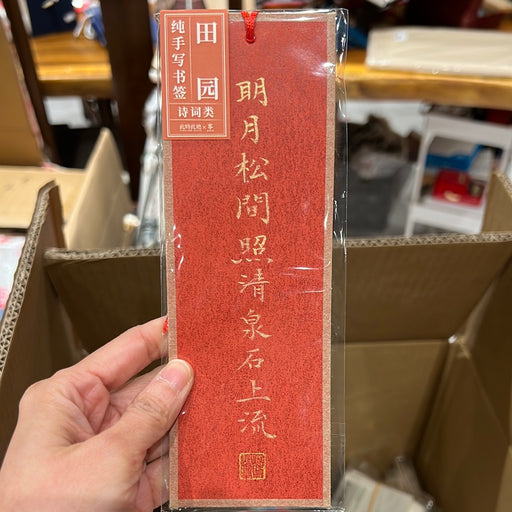 田园
纯手写书签
诗词类
明月松間照清泉石上流